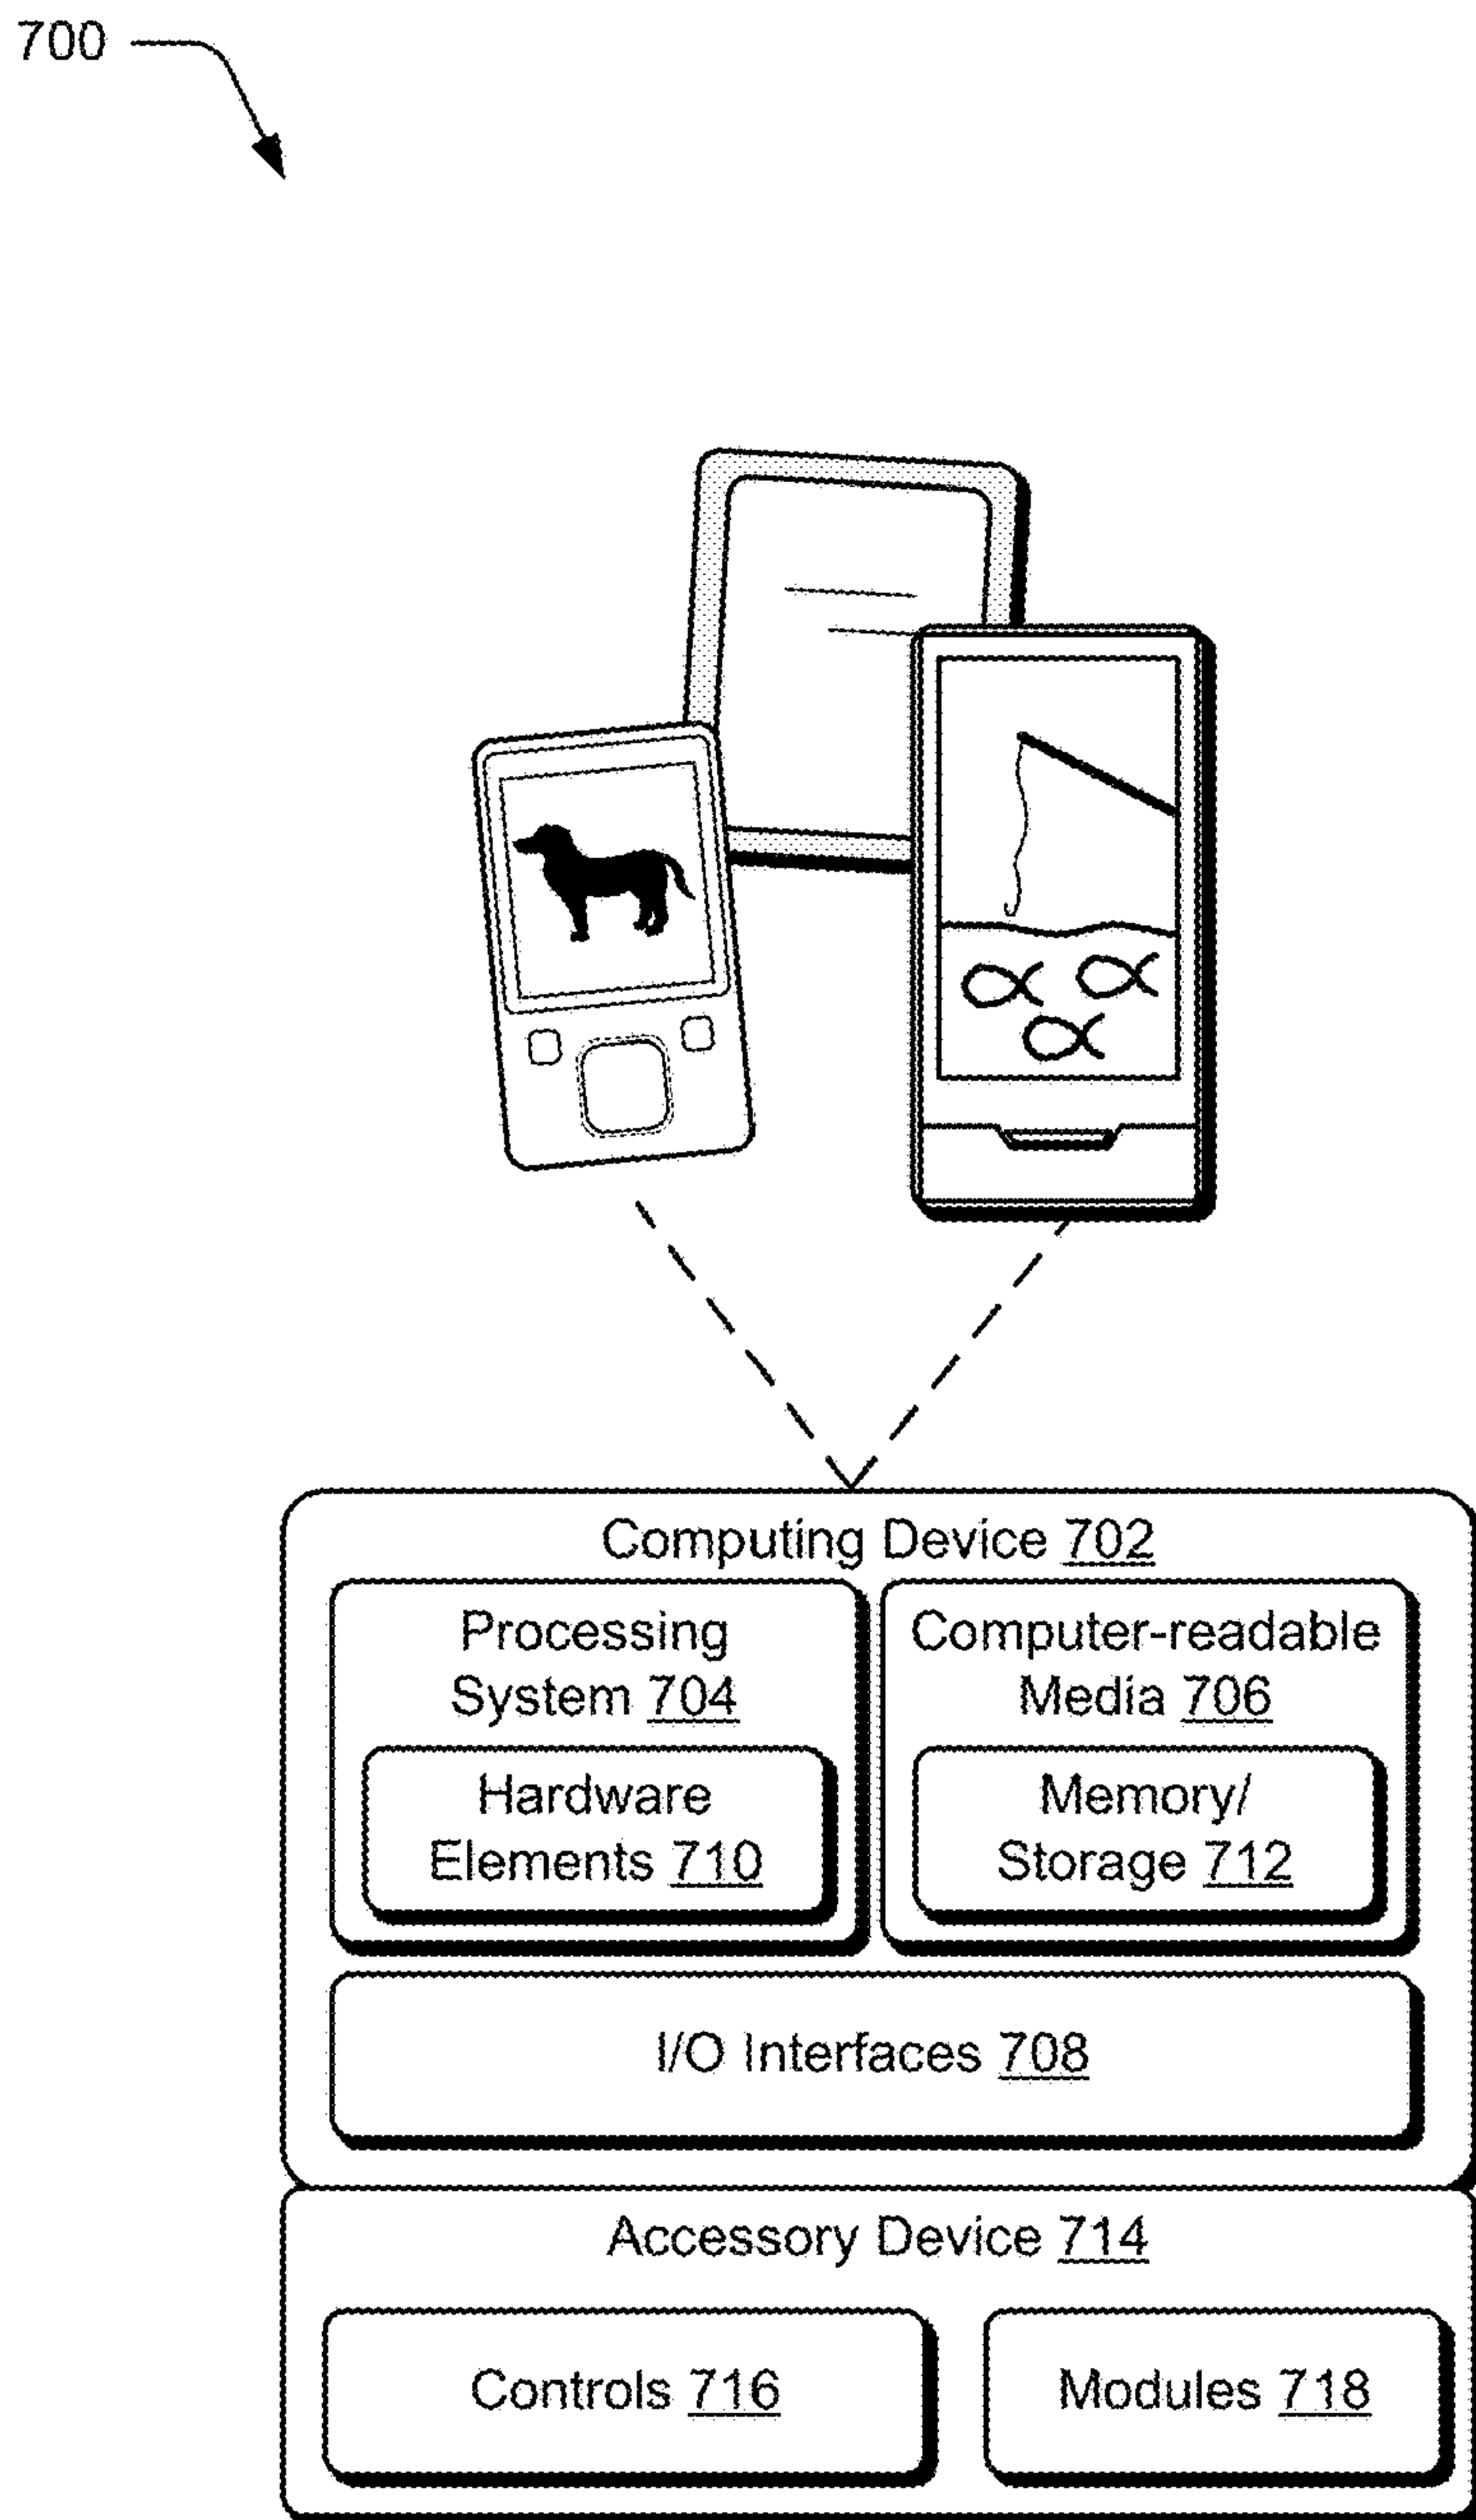 700
Computing Device 702
Processing
System 704
Hardware
Elements 710
Computer-readable
Media 706
Memory/
Storage 712
I/O Interfaces 708
Accessory Device 714
Controls 716
Modules 718